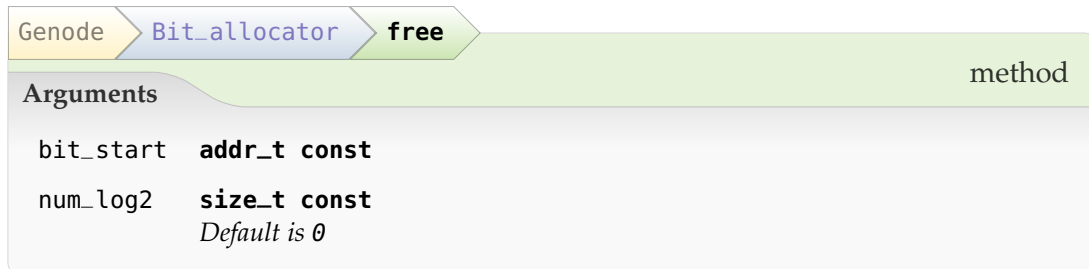 Genode Bit_allocator free
method
Arguments
bit_start addr_t const
num_log2 size_t const
Default is 0